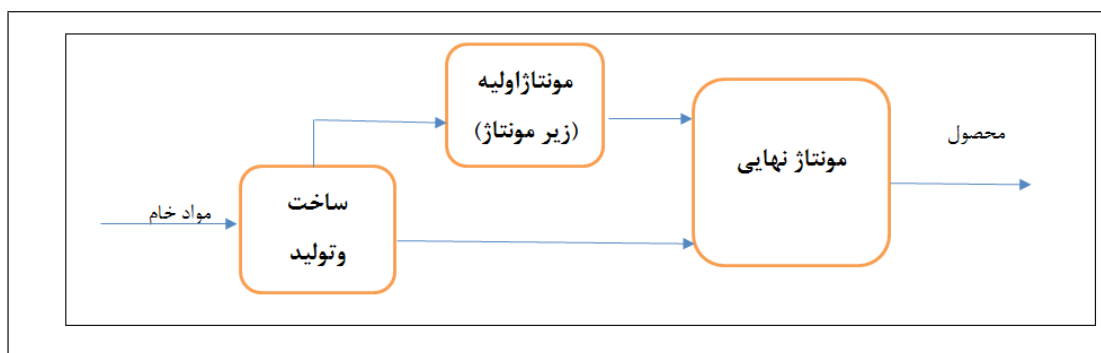 مونتاژاولیه
(زیر مونتاژ)
مونتاژ نهایی
محصول
ساخت
وتولید
مواد خام